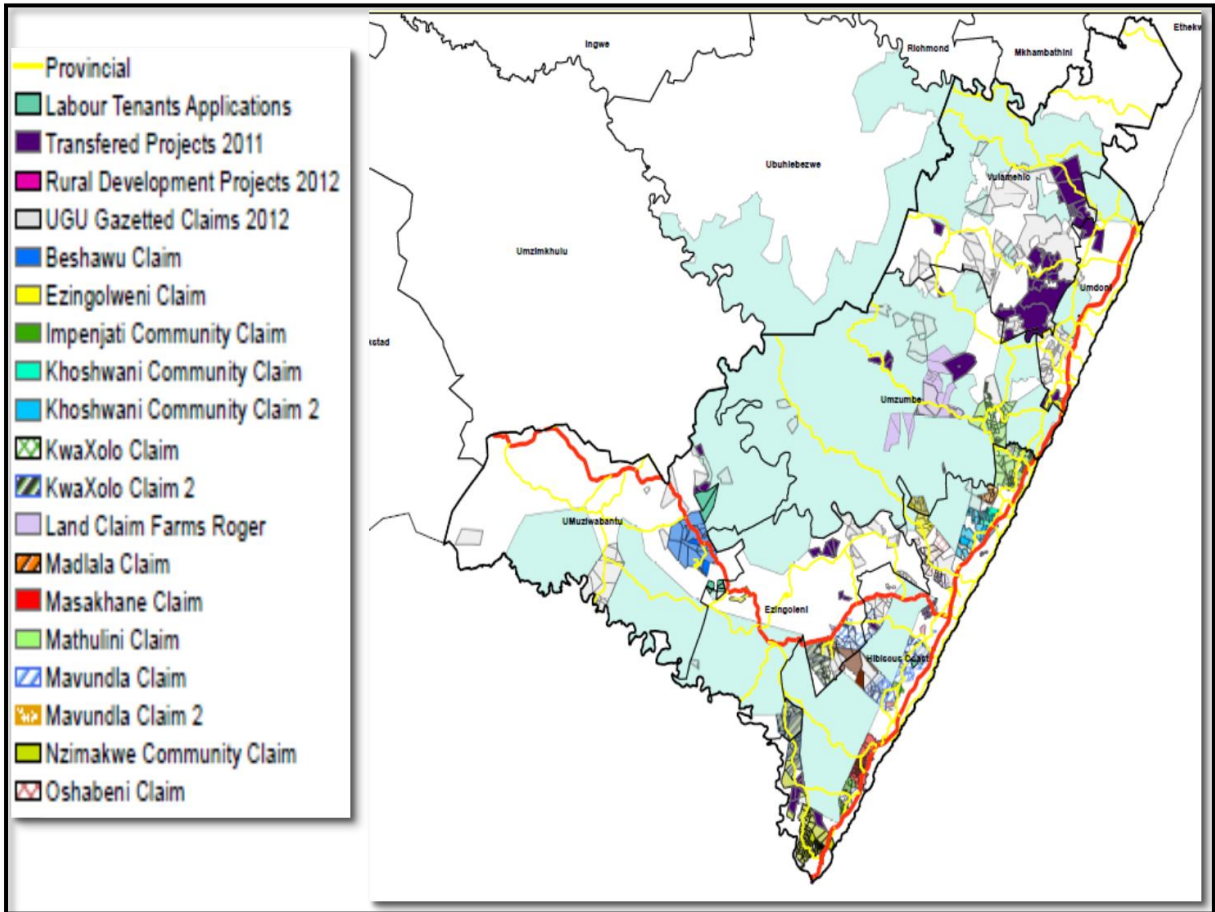 Provincial
Labour Tenants Applications
Transfered Projects 2011
Rural Development Projects 2012
UGU Gazetted Claims 2012
Beshawu Claim
Ezingolweni Claim
Impenjati Community Claim
Khoshwani Community Claim
Khoshwani Community Claim 2
KwaXolo Claim
KwaXolo Claim 2
Land Claim Farms Roger
Madlala Claim
Masakhane Claim
Mathulini Claim
Mavundla Claim
Mavundla Claim 2
Nzimakwe Community Claim
Oshabeni Claim
Ethekw
Ingwe
Richmond
Mkhambathini
Ubuhlebezwe
Vulamehlo
Umzimkhulu
Umdoni
kstad
Umzumbe
UMuziwabantu
Ezingoleni
Hibiscus Coast